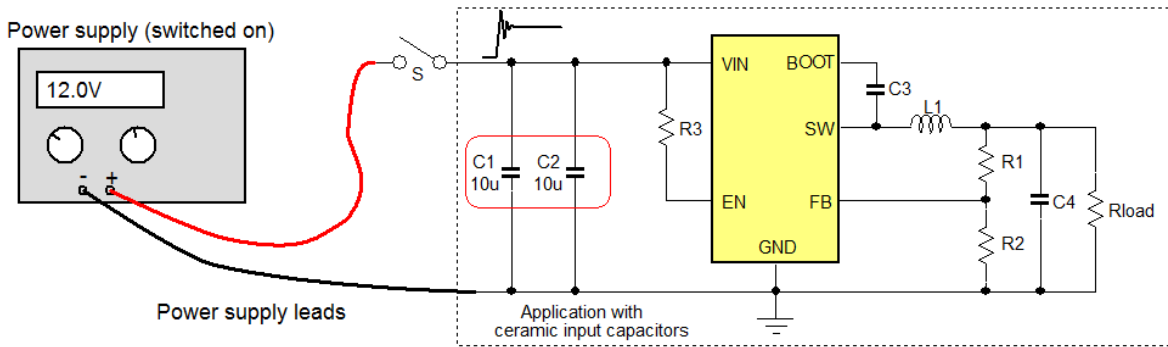 Power supply (switched on)
12.0V
- +
Power supply leads
S
C1
10u
C2
10u
R3
VIN
BOOT
SW
EN
FB
GND
C3
L1
R1
R2
C4
Rload
Application with
ceramic input capacitors